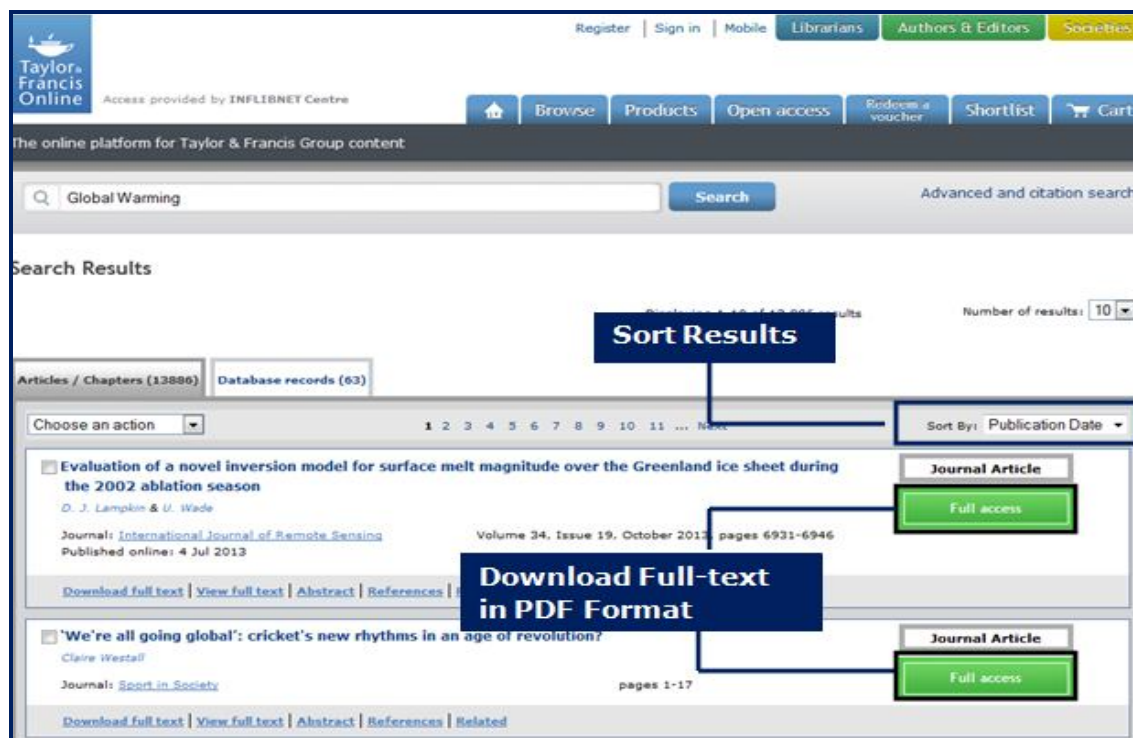 Register | Sign in | Mobile Librarians Authors & Editors Societies
Taylor &
Francis
Online
Access provided by INFLIBNET Centre
Browse Products Open access Redeem a voucher Shortlist Cart
The online platform for Taylor & Francis Group content
Global Warming Search Advanced and citation search
Search Results
results Number of results: 10
Sort Results
Articles / Chapters (13886) Database records (63)
Choose an action 1 2 3 4 5 6 7 8 9 10 11 ... Next Sort By: Publication Date
Evaluation of a novel inversion model for surface melt magnitude over the Greenland ice sheet during Journal Article
the 2002 ablation season
D. J. Lampkin & U. Wade Full access
Journal: International Journal of Remote Sensing Volume 34, Issue 19, October 2013, pages 6931-6946
Published online: 4 Jul 2013
Download Full-text
in PDF Format
Download full text | View full text | Abstract | References |
'We're all going global': cricket's new rhythms in an age of revolution? Journal Article
Claire Westall
Journal: Sport in Society pages 1-17 Full access
Download full text | View full text | Abstract | References | Related